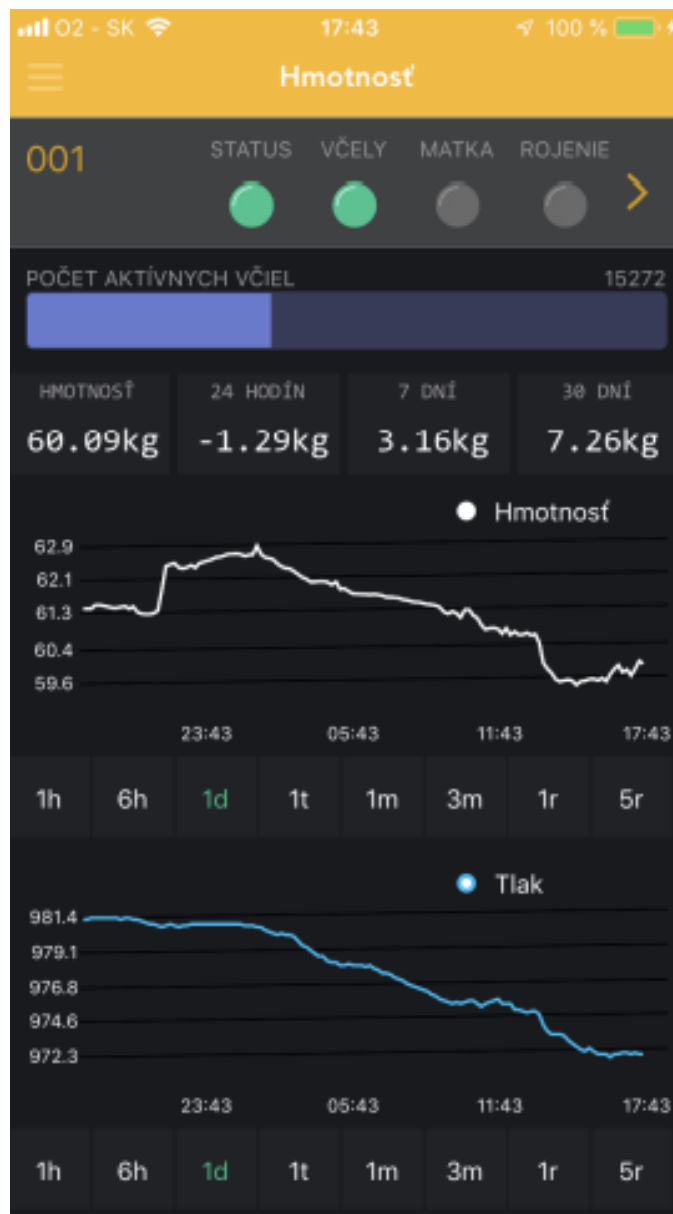 O2 - SK 17:43 100 %
Hmotnosť
001 STATUS VČELY MATKA ROJENIE
POČET AKTÍVNYCH VČIEL 15272
HMOTNOSŤ 24 HODÍN 7 DNÍ 30 DNÍ
60.09kg -1.29kg 3.16kg 7.26kg
Hmotnosť
62.9
62.1
61.3
60.4
59.6
23:43 05:43 11:43 17:43
1h 6h 1d 1t 1m 3m 1r 5r
Tlak
981.4
979.1
976.8
974.6
972.3
23:43 05:43 11:43 17:43
1h 6h 1d 1t 1m 3m 1r 5r